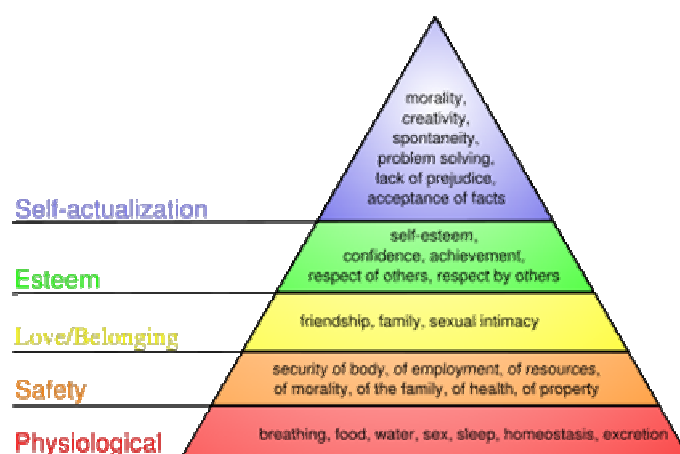 morality,
creativity,
spontaneity,
problem solving,
lack of prejudice,
acceptance of facts
Self-actualization
self-esteem,
confidence, achievement,
respect of others, respect by others
Esteem
friendship, family, sexual intimacy
Love/Belonging
security of body, of employment, of resources,
of morality, of the family, of health, of property
Safety
breathing, food, water, sex, sleep, homeostasis, excretion
Physiological